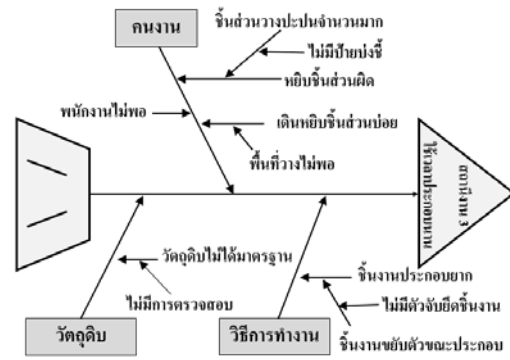 คนงาน
ชิ้นส่วนวางปะปนจำนวนมาก
ไม่มีป้ายบ่งชี้
หยิบชิ้นส่วนผิด
พนักงานไม่พอ
เดินหยิบชิ้นส่วนบ่อย
พื้นที่วางไม่พอ
สถานีงาน 3
ใช้เวลาประกอบนาน
วัตถุดิบไม่ได้มาตรฐาน
ไม่มีการตรวจสอบ
ชิ้นงานประกอบยาก
ไม่มีตัวจับยึดชิ้นงาน
ชิ้นงานขยับตัวขณะประกอบ
วัตถุดิบ
วิธีการทำงาน